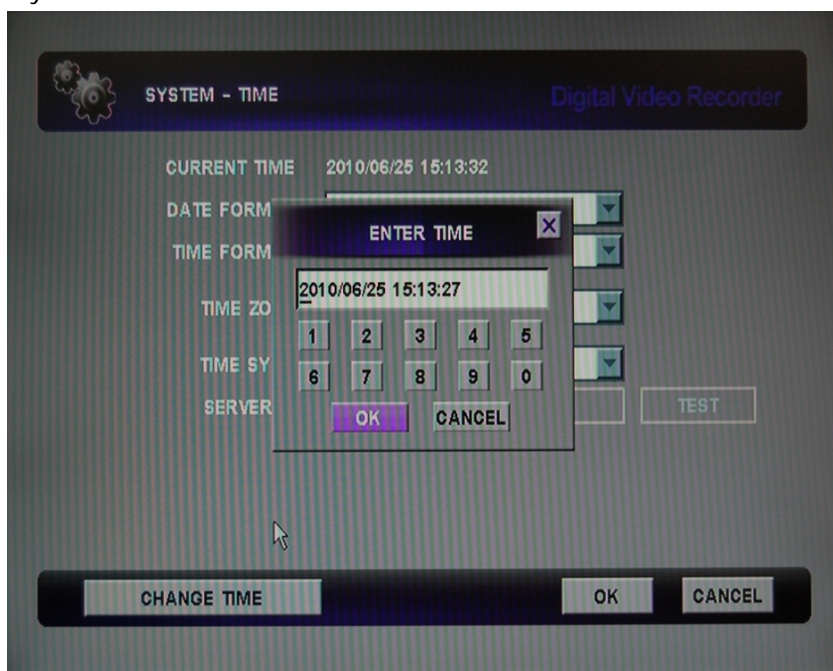 SYSTEM - TIME
Digital Video Recorder
CURRENT TIME 2010/06/25 15:13:32
DATE FORM
TIME FORM
TIME ZO
TIME SY
SERVER
TEST
ENTER TIME
X
2010/06/25 15:13:27
1 2 3 4 5
6 7 8 9 0
OK CANCEL
CHANGE TIME OK CANCEL